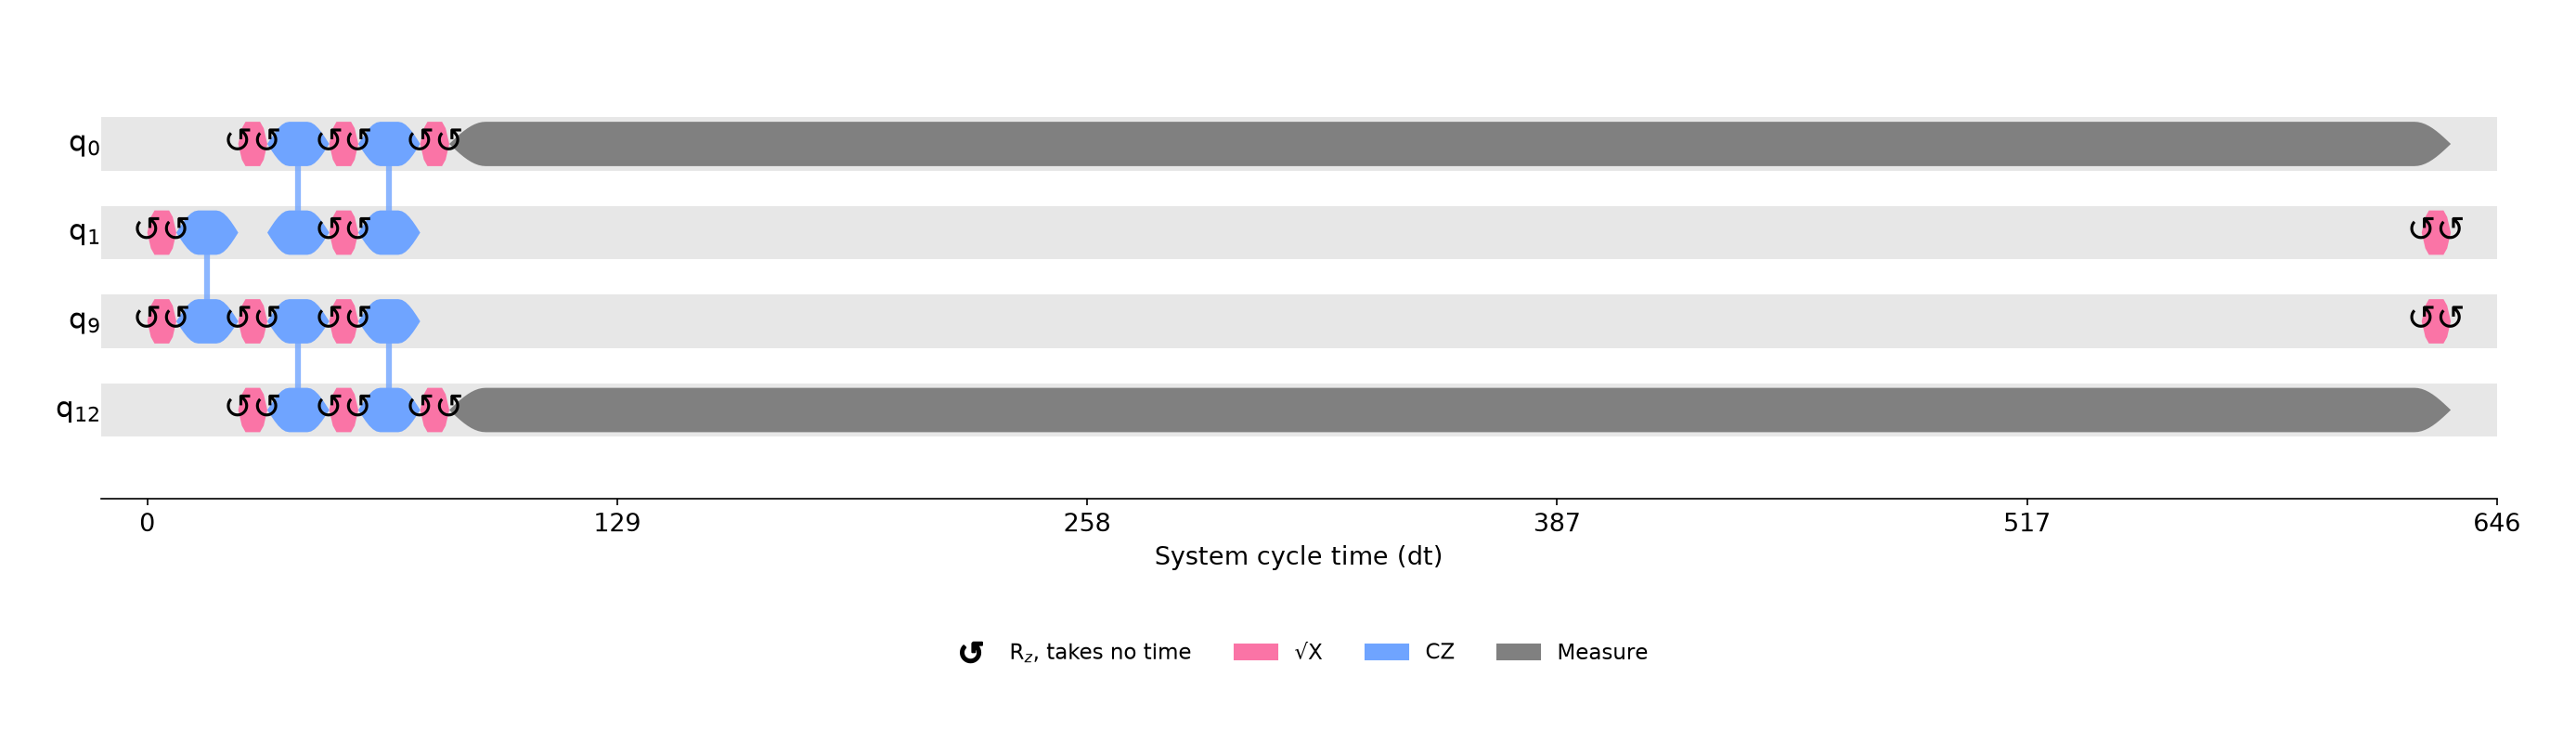 q0
q1
q9
q12
0 129 258 387 517 646
System cycle time (dt)
Rz, takes no time √X CZ Measure